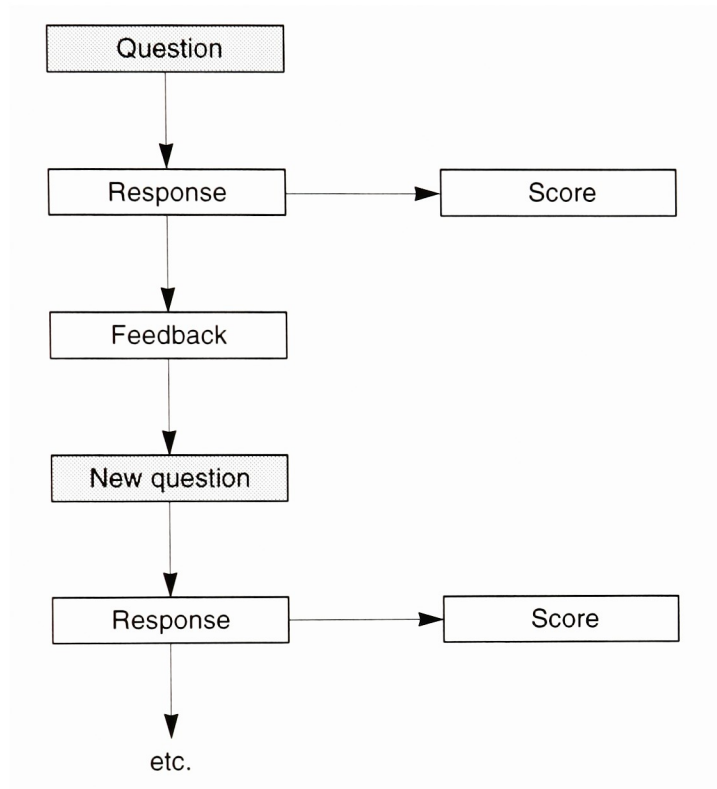 Question
Response
Score
Feedback
New question
Response
Score
etc.